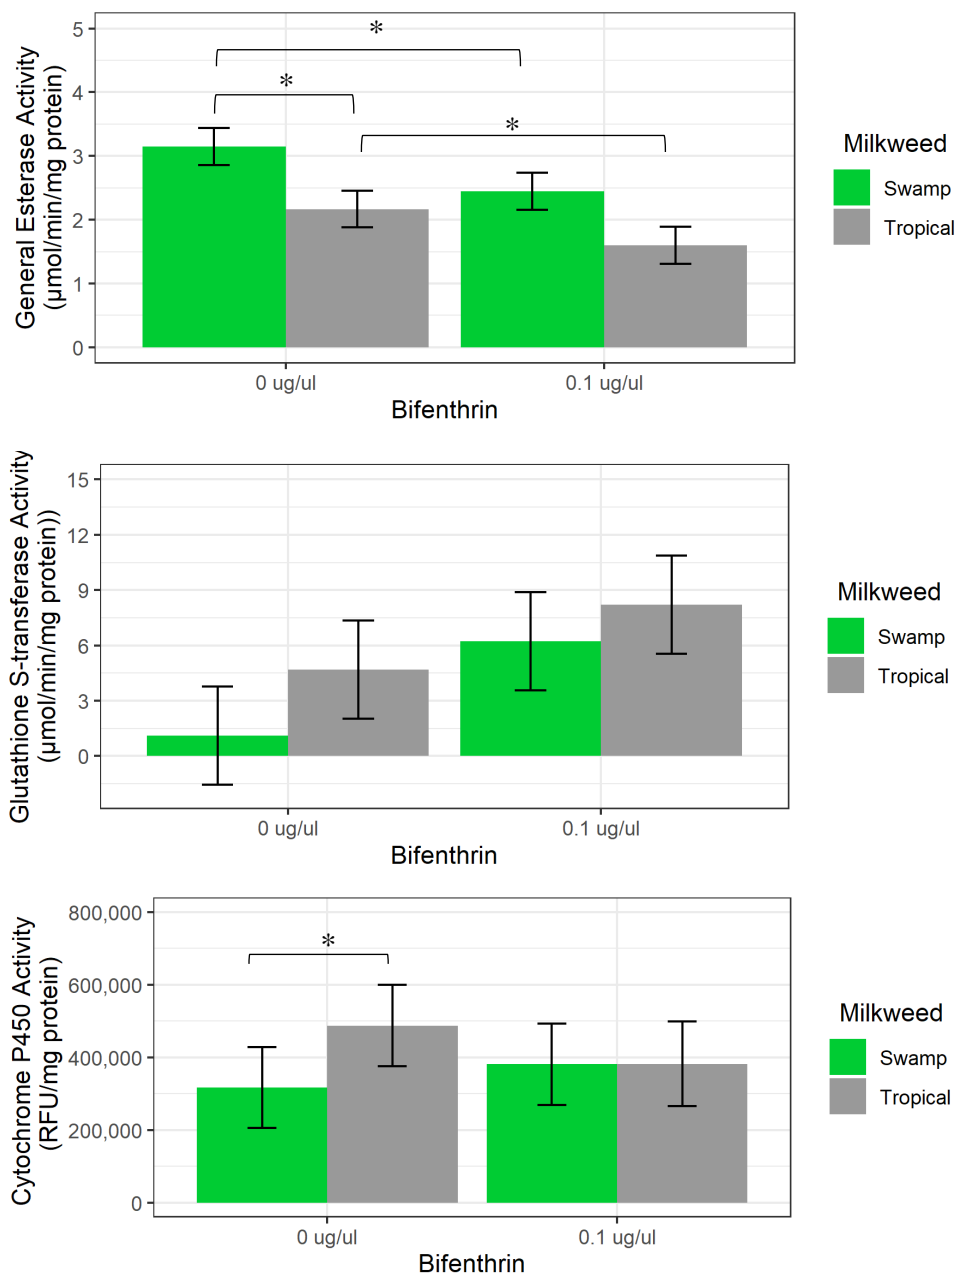 General Esterase Activity
(μmol/min/mg protein)
5
4
3
2
1
0
*
*
*
0 ug/ul
0.1 ug/ul
Bifenthrin
Milkweed
Swamp
Tropical
Glutathione S-transferase Activity
(μmol/min/mg protein))
15
12
9
6
3
0
0 ug/ul
0.1 ug/ul
Bifenthrin
Milkweed
Swamp
Tropical
Cytochrome P450 Activity
(RFU/mg protein)
800,000
600,000
400,000
200,000
0
*
0 ug/ul
0.1 ug/ul
Bifenthrin
Milkweed
Swamp
Tropical